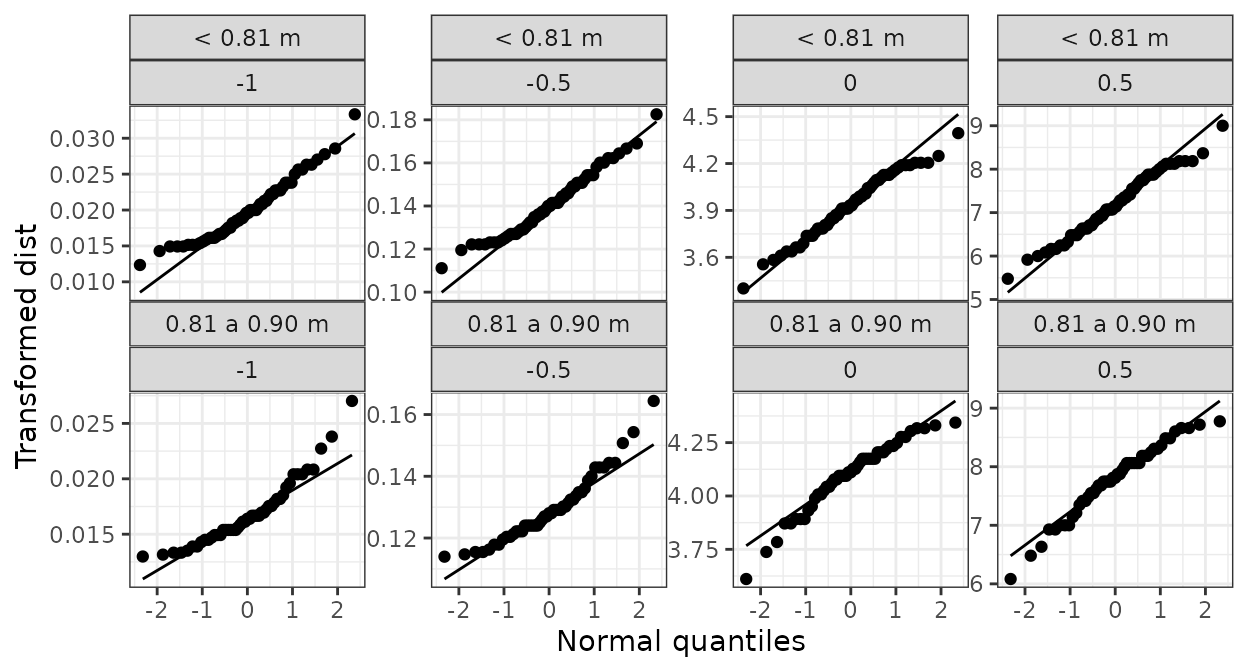 < 0.81 m < 0.81 m < 0.81 m < 0.81 m
-1 -0.5 0 0.5
0.030 0.18 4.5 9
0.025 0.16 4.2 8
0.020 0.14 3.9 7
0.015 0.12 3.6 6
0.010 0.10 5
0.81 a 0.90 m 0.81 a 0.90 m 0.81 a 0.90 m 0.81 a 0.90 m
-1 -0.5 0 0.5
0.025 0.16 4.25 9
0.020 0.14 4.00 8
0.015 0.12 3.75 7
6
-2 -1 0 1 2 -2 -1 0 1 2 -2 -1 0 1 2 -2 -1 0 1 2
Normal quantiles
Transformed dist